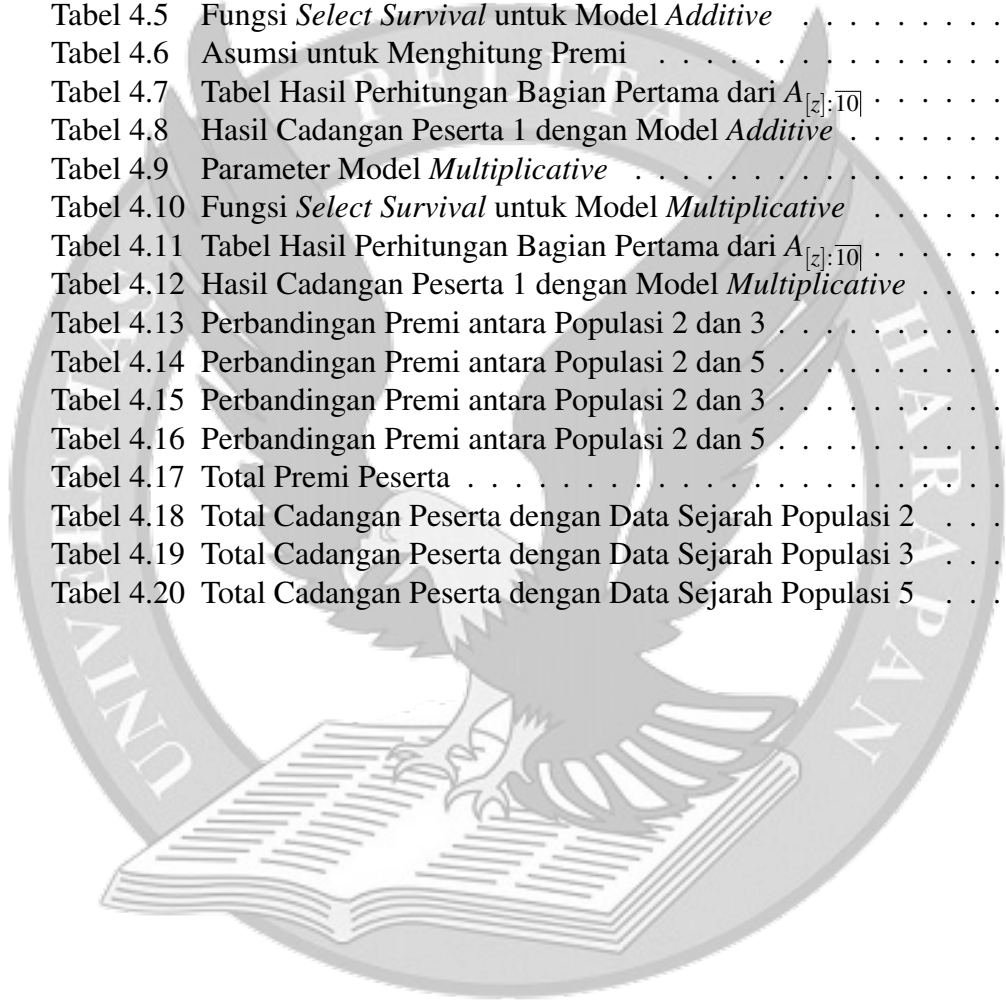 Tabel 4.5 Fungsi Select Survival untuk Model Additive . . . . . . . . . .
Tabel 4.6 Asumsi untuk Menghitung Premi . . . . . . . . . . . . . . . .
Tabel 4.7 Tabel Hasil Perhitungan Bagian Pertama dari A_{[z]:\overline{10}|} . . . . . .
Tabel 4.8 Hasil Cadangan Peserta 1 dengan Model Additive . . . . . . .
Tabel 4.9 Parameter Model Multiplicative . . . . . . . . . . . . . . . . .
Tabel 4.10 Fungsi Select Survival untuk Model Multiplicative . . . . . .
Tabel 4.11 Tabel Hasil Perhitungan Bagian Pertama dari A_{[z]:\overline{10}|} . . . . . .
Tabel 4.12 Hasil Cadangan Peserta 1 dengan Model Multiplicative . . . .
Tabel 4.13 Perbandingan Premi antara Populasi 2 dan 3 . . . . . . . . . .
Tabel 4.14 Perbandingan Premi antara Populasi 2 dan 5 . . . . . . . . . .
Tabel 4.15 Perbandingan Premi antara Populasi 2 dan 3 . . . . . . . . . .
Tabel 4.16 Perbandingan Premi antara Populasi 2 dan 5 . . . . . . . . . .
Tabel 4.17 Total Premi Peserta . . . . . . . . . . . . . . . . . . . . . . .
Tabel 4.18 Total Cadangan Peserta dengan Data Sejarah Populasi 2 . . .
Tabel 4.19 Total Cadangan Peserta dengan Data Sejarah Populasi 3 . . .
Tabel 4.20 Total Cadangan Peserta dengan Data Sejarah Populasi 5 . . .
UNIVERSITAS PELITA HARAPAN